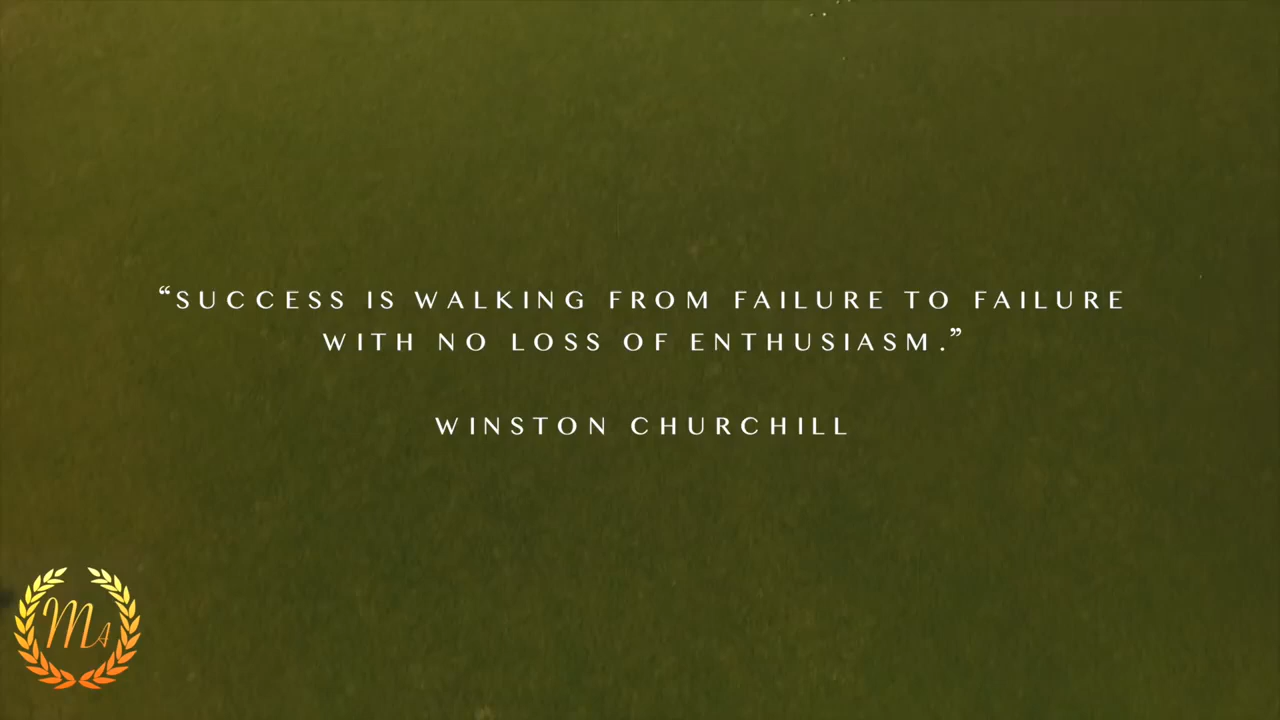 “SUCCESS IS WALKING FROM FAILURE TO FAILURE
WITH NO LOSS OF ENTHUSIASM.”
WINSTON CHURCHILL
MA